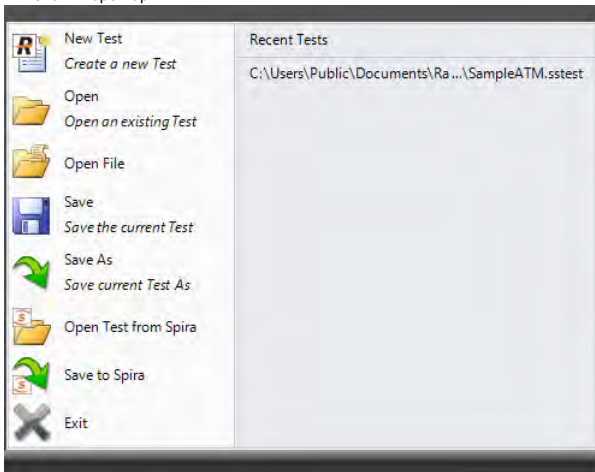 New Test
Create a new Test
Open
Open an existing Test
Open File
Save
Save the current Test
Save As
Save current Test As
Open Test from Spira
Save to Spira
Exit
Recent Tests
C:\Users\Public\Documents\Ra ...\SampleATM.sstest